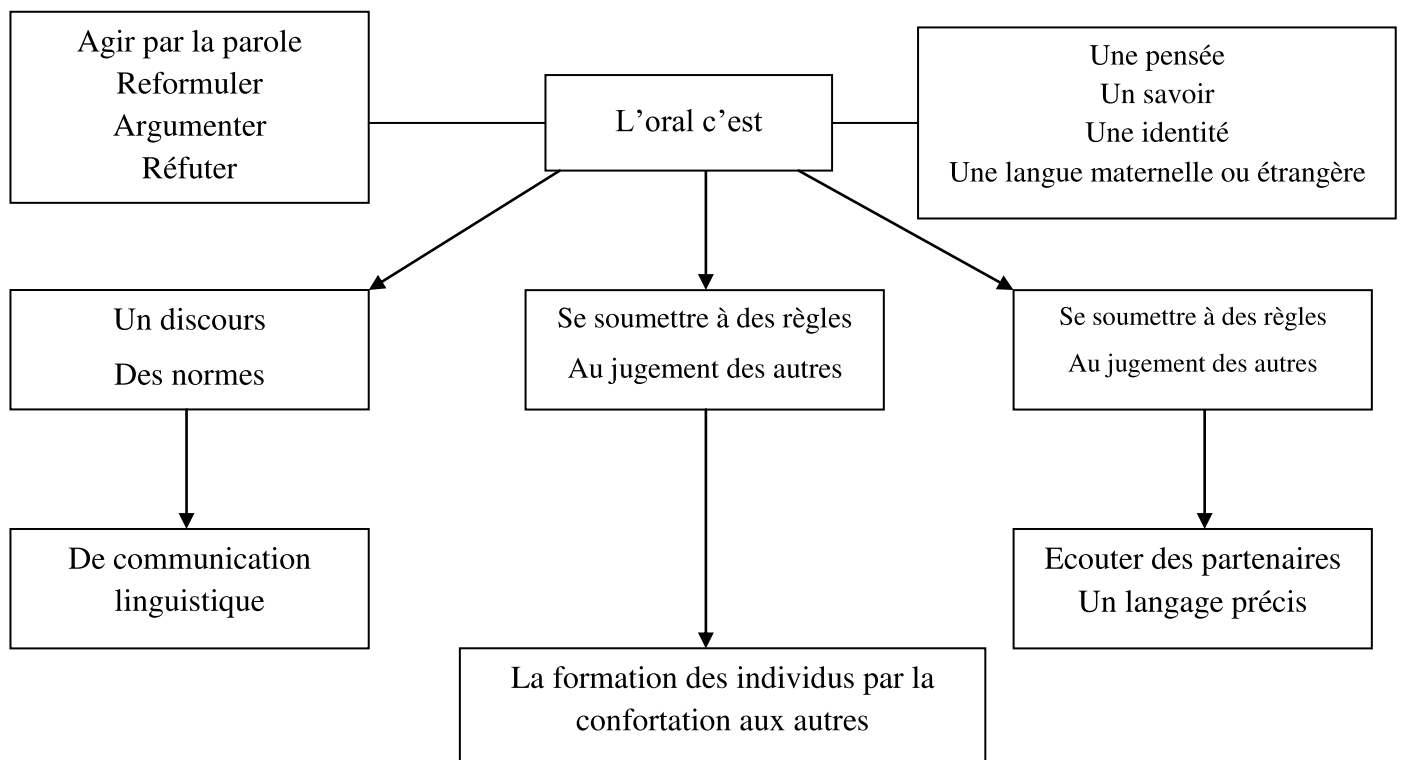 Agir par la parole
Reformuler
Argumenter
Réfuter
L’oral c’est
Une pensée
Un savoir
Une identité
Une langue maternelle ou étrangère
Un discours
Des normes
Se soumettre à des règles
Au jugement des autres
Se soumettre à des règles
Au jugement des autres
De communication
linguistique
Ecouter des partenaires
Un langage précis
La formation des individus par la
confortation aux autres